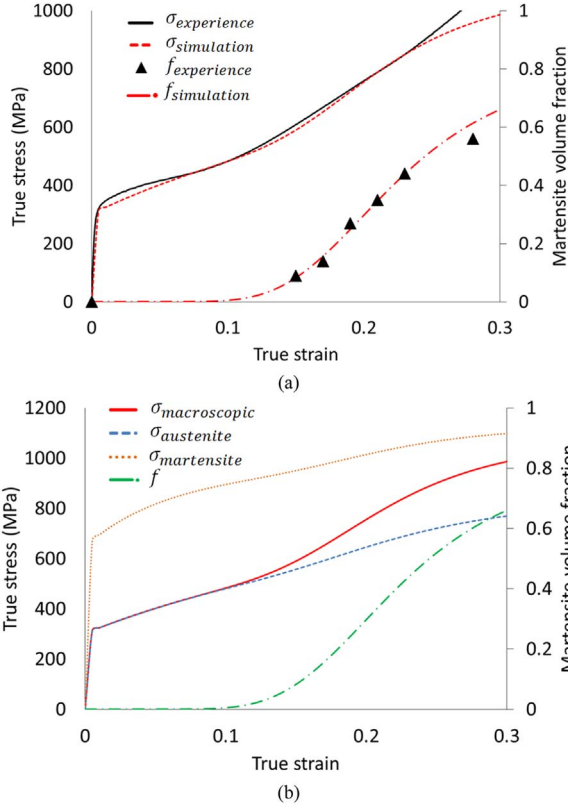 1000
800
600
400
200
0
True stress (MPa)
σexperience
σsimulation
fexperience
fsimulation
1
0.8
0.6
0.4
0.2
0
Martensite volume fraction
0
0.1
0.2
0.3
True strain
(a)
1200
1000
800
600
400
200
0
True stress (MPa)
σmacroscopic
σaustenite
σmartensite
f
1
0.8
0.6
0.4
0.2
0
Martensite volume fraction
0
0.1
0.2
0.3
True strain
(b)